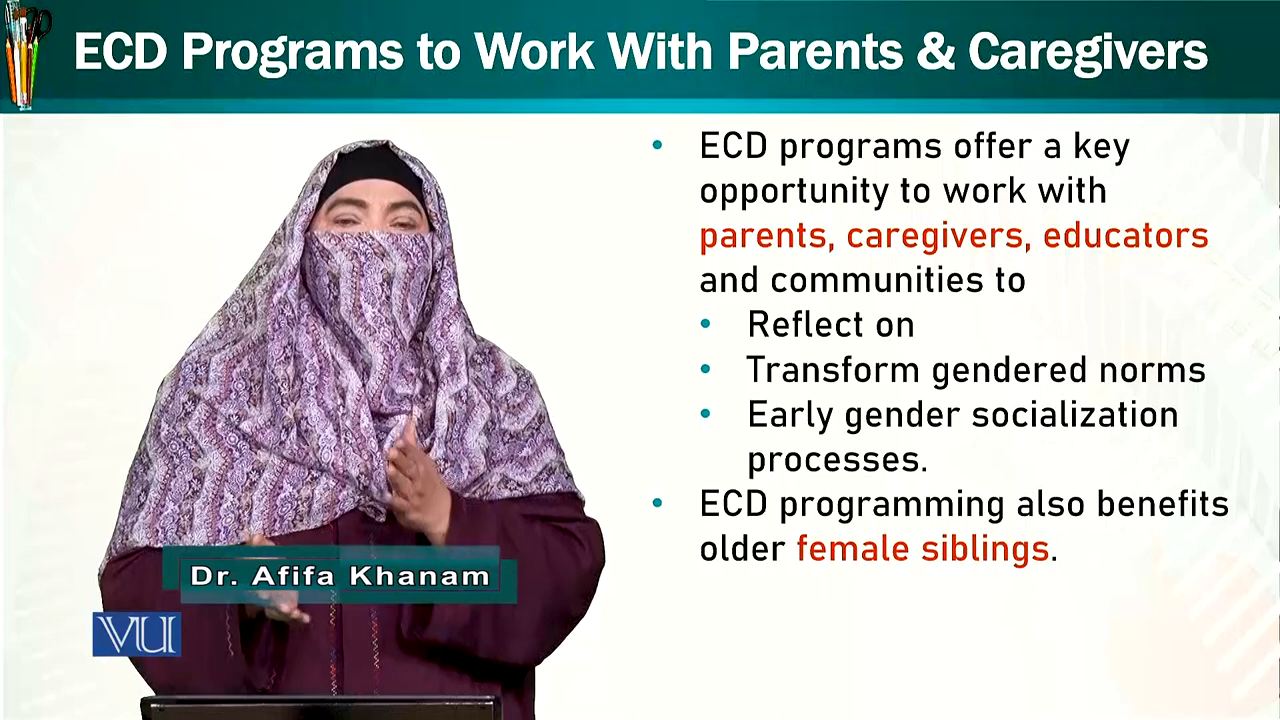 ECD Programs to Work With Parents & Caregivers
• ECD programs offer a key
opportunity to work with
parents, caregivers, educators
and communities to
• Reflect on
• Transform gendered norms
• Early gender socialization
processes.
• ECD programming also benefits
older female siblings.
Dr. Afifa Khanam
VU